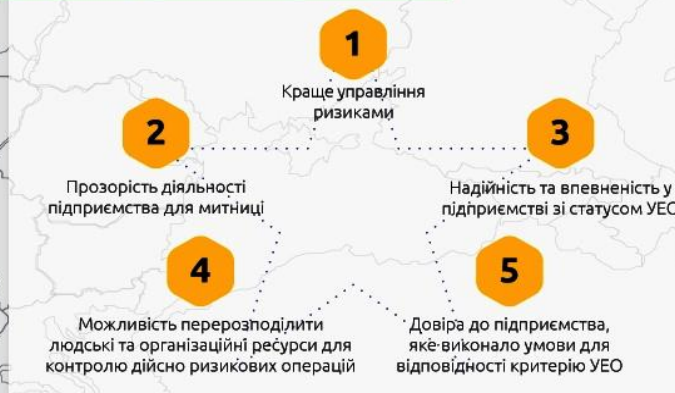 1
Краще управління
ризиками
2
Прозорість діяльності
підприємства для митниці
3
Надійність та впевненість у
підприємстві зі статусом УЕО
4
Можливість перерозподілити
людські та організаційні ресурси для
контролю дійсно ризикових операцій
5
Довіра до підприємства,
яке виконало умови для
відповідності критерію УЕО